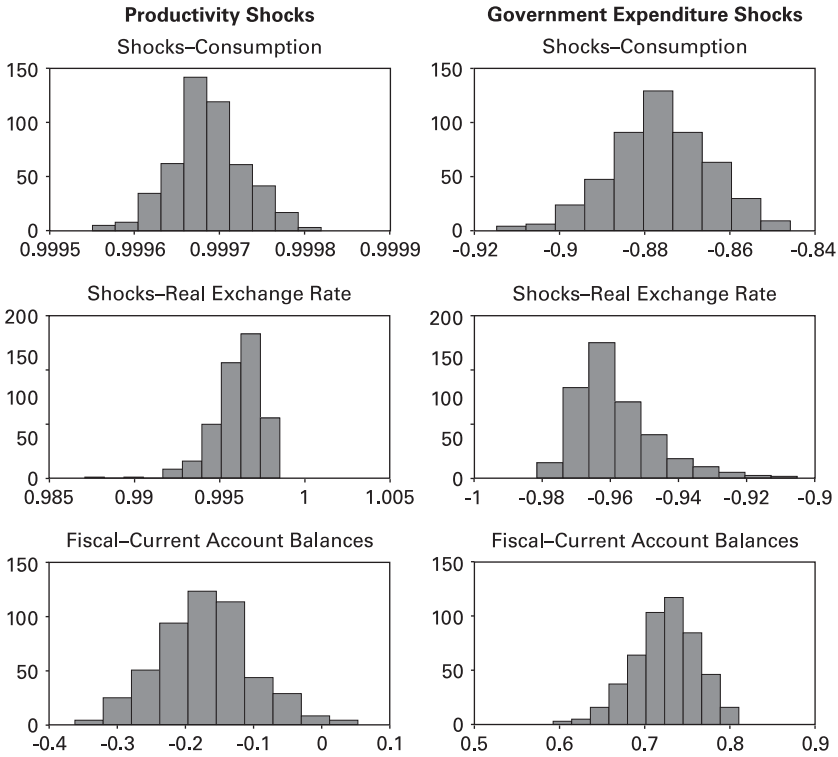 Productivity Shocks
Government Expenditure Shocks
Shocks–Consumption
Shocks–Consumption
150
100
50
0
0.9995 0.9996 0.9997 0.9998 0.9999
150
100
50
0
-0.92 -0.9 -0.88 -0.86 -0.84
Shocks–Real Exchange Rate
Shocks–Real Exchange Rate
200
150
100
50
0
0.985 0.99 0.995 1 1.005
200
150
100
50
0
-1 -0.98 -0.96 -0.94 -0.92 -0.9
Fiscal–Current Account Balances
Fiscal–Current Account Balances
150
100
50
0
-0.4 -0.3 -0.2 -0.1 0 0.1
150
100
50
0
0.5 0.6 0.7 0.8 0.9